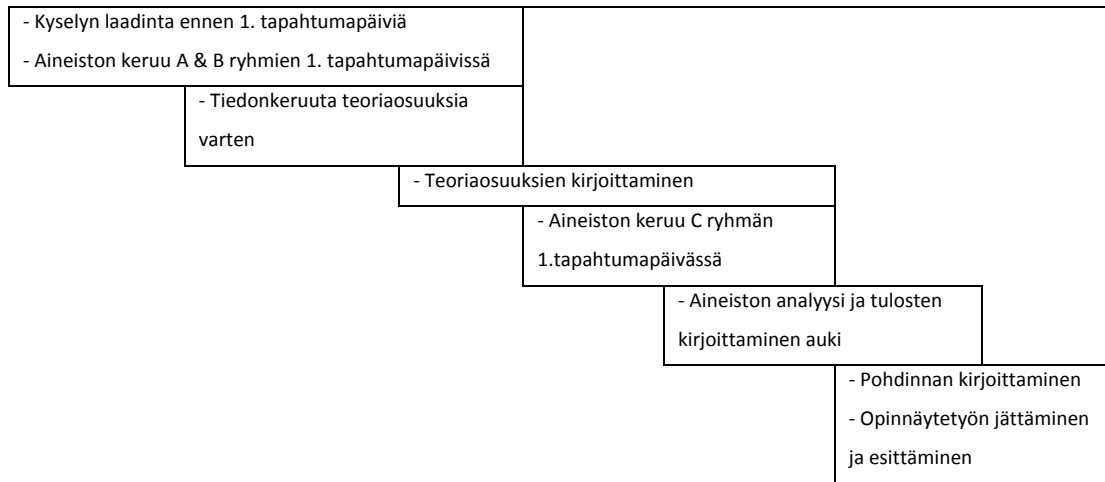 - Kyselyn laadinta ennen 1. tapahtumapäiviä
- Aineiston keruu A & B ryhmien 1. tapahtumapäivissä
- Tiedonkeruuta teoriaosuuksia
varten
- Teoriaosuuksien kirjoittaminen
- Aineiston keruu C ryhmän
1.tapahtumapäivässä
- Aineiston analyysi ja tulosten
kirjoittaminen auki
- Pohdinnan kirjoittaminen
- Opinnäytetyön jättäminen
ja esittäminen